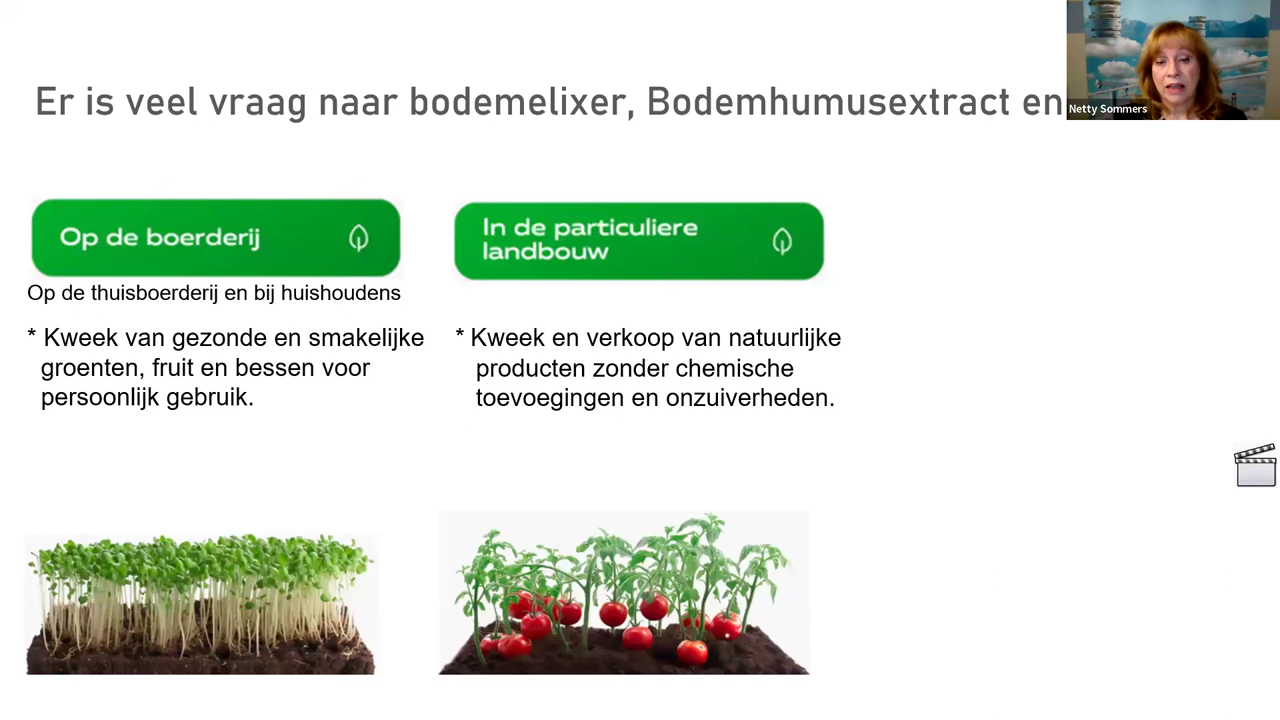 Er is veel vraag naar bodemelixer, Bodemhumusextract en
Netty Sommers
Op de boerderij
Op de thuisboerderij en bij huishoudens
* Kweek van gezonde en smakelijke
groenten, fruit en bessen voor
persoonlijk gebruik.
In de particuliere
landbouw
* Kweek en verkoop van natuurlijke
producten zonder chemische
toevoegingen en onzuiverheden.